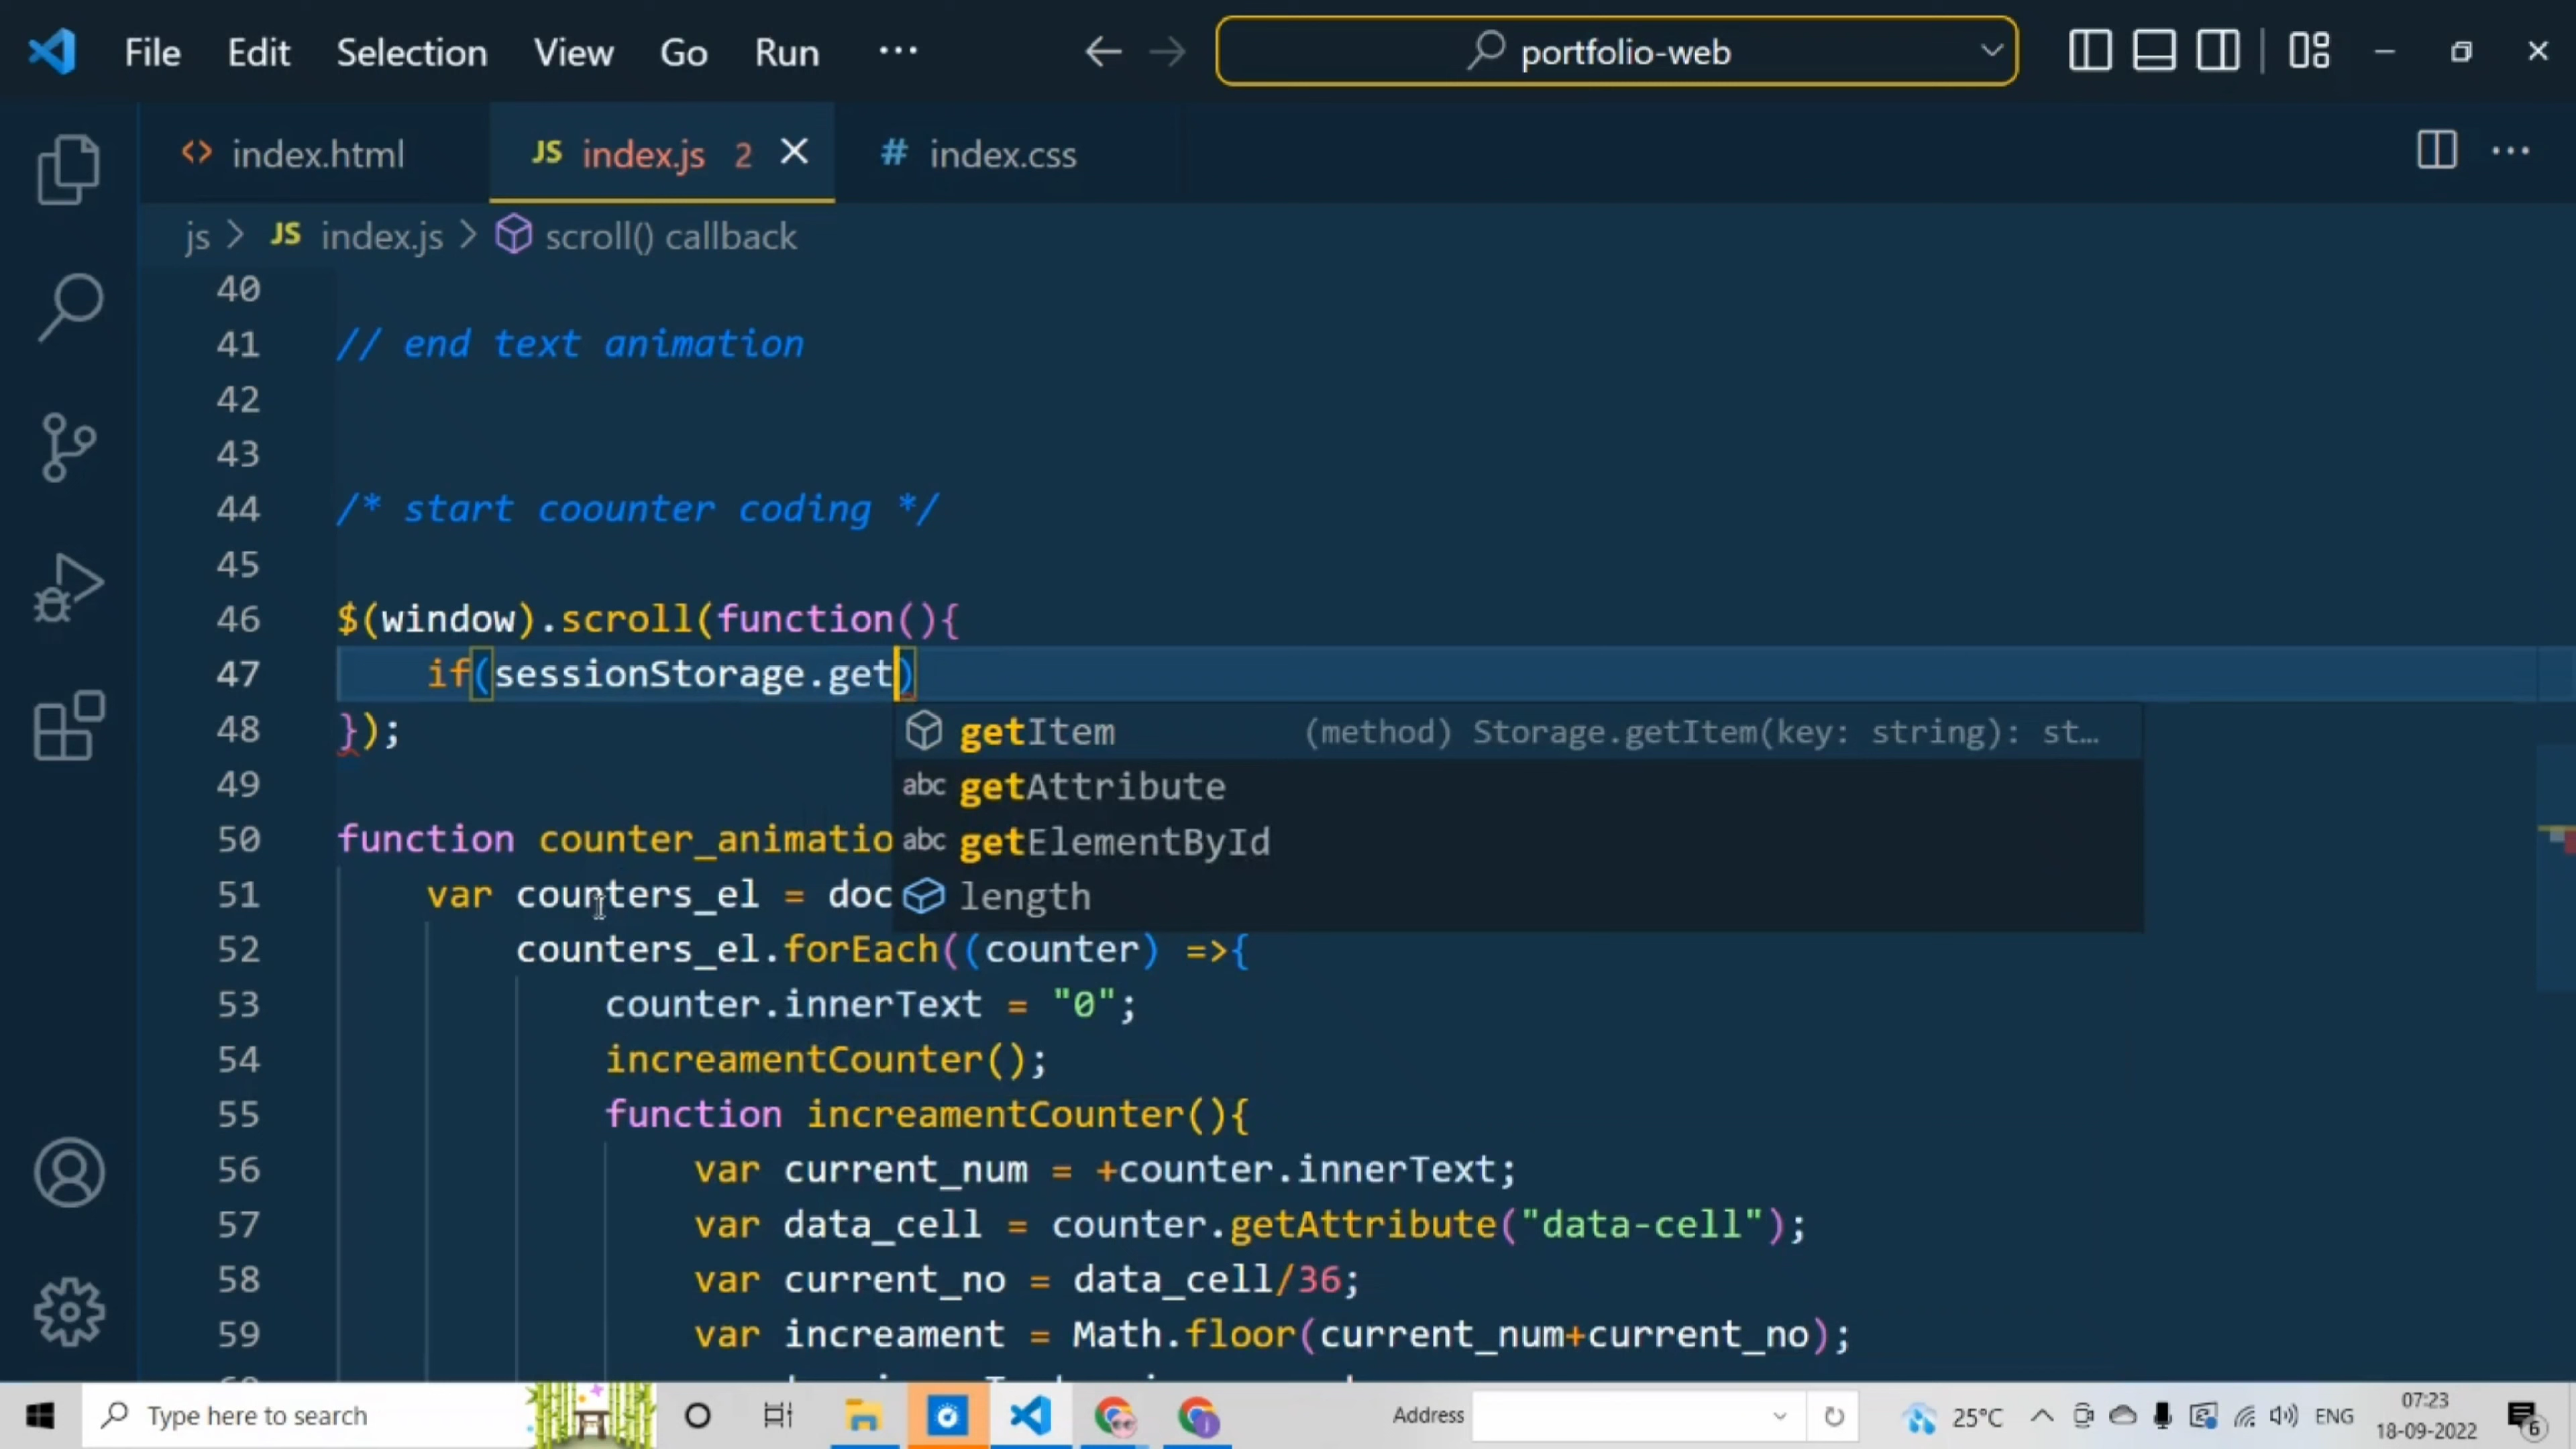 File Edit Selection View Go Run ··· portfolio-web
index.html JS index.js 2 # index.css
js > JS index.js > scroll() callback
40
41 // end text animation
42
43
44 /* start coounter coding */
45
46 $(window).scroll(function(){
47 if(sessionStorage.get)
48 });
getItem (method) Storage.getItem(key: string): st…
49
abc getAttribute
50 function counter_animatio
abc getElementById
51 var counters_el = doc
length
52 counters_el.forEach((counter) =>{
53 counter.innerText = "0";
54 increamentCounter();
55 function increamentCounter(){
56 var current_num = +counter.innerText;
57 var data_cell = counter.getAttribute("data-cell");
58 var current_no = data_cell/36;
59 var increament = Math.floor(current_num+current_no);
Type here to search
Address
25°C
ENG
07:23
18-09-2022
6